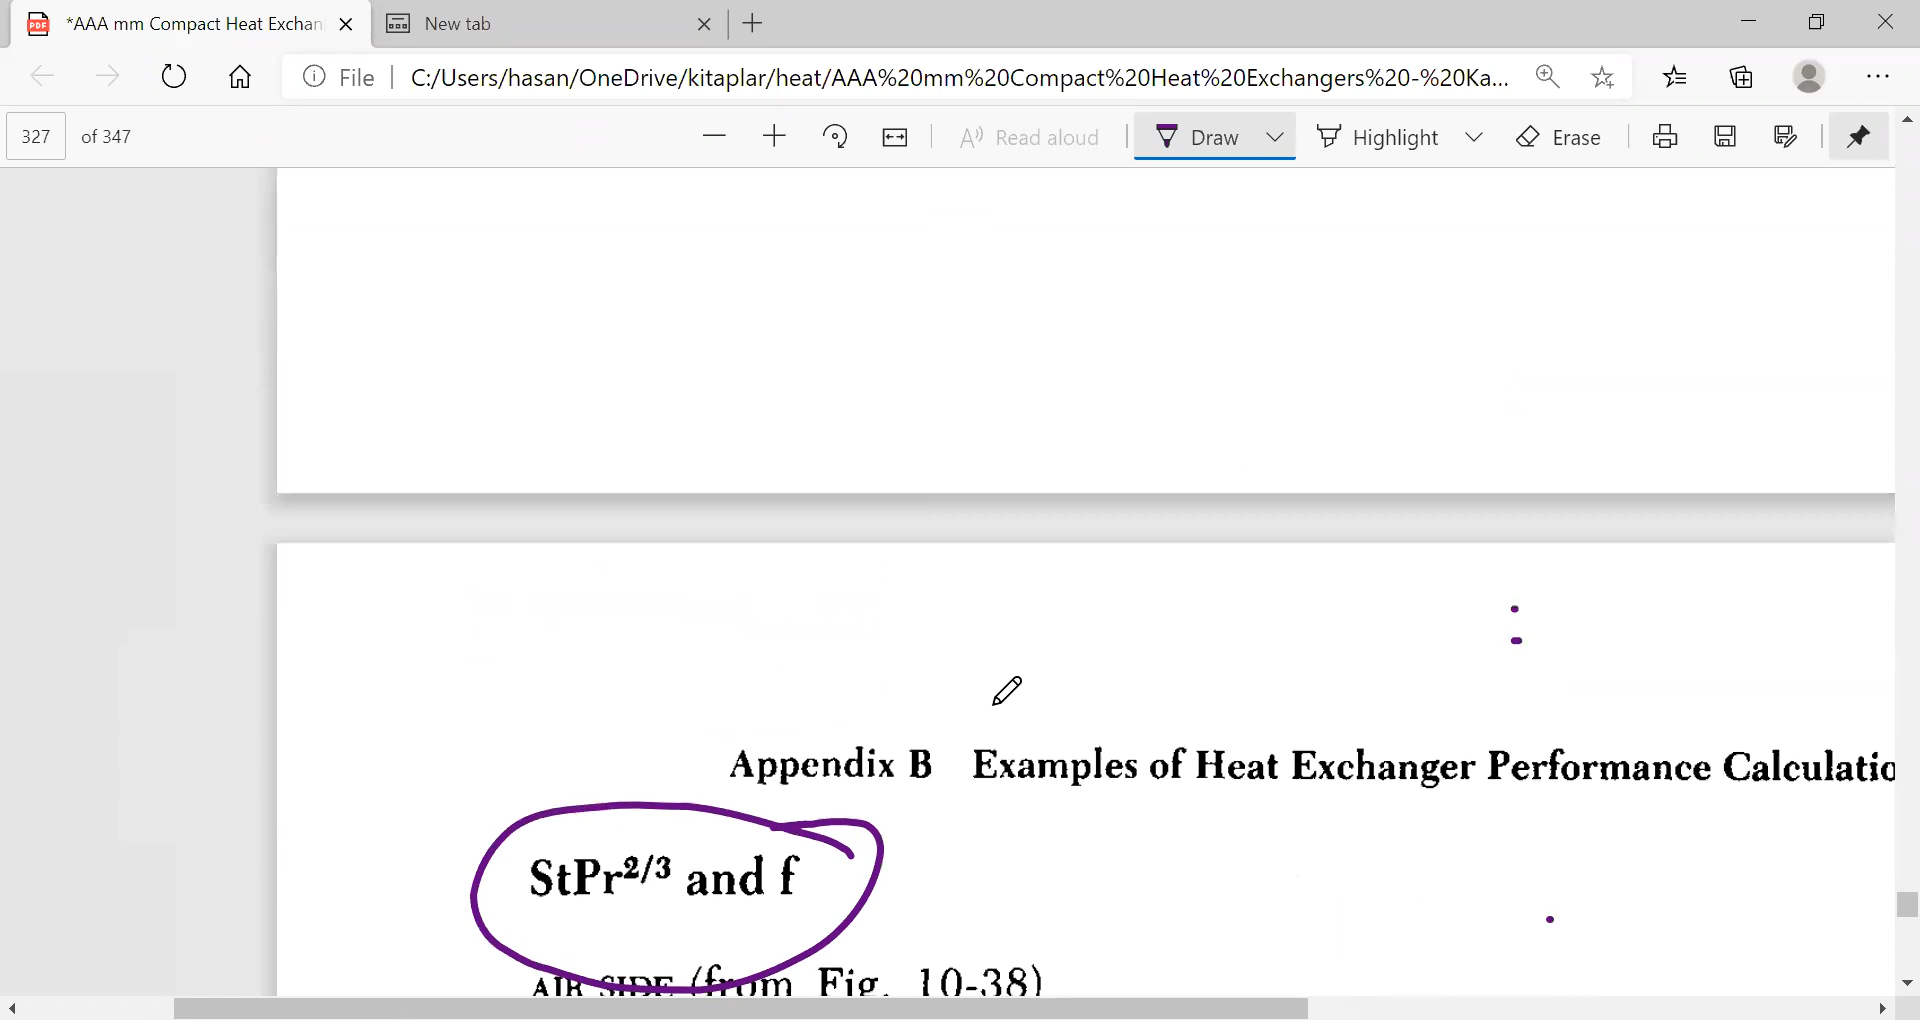 *AAA mm Compact Heat Exchan
New tab
File
C:/Users/hasan/OneDrive/kitaplar/heat/AAA%20mm%20Compact%20Heat%20Exchangers%20-%20Ka...
327 of 347
Read aloud
Draw
Highlight
Erase
Appendix B Examples of Heat Exchanger Performance Calculatio
StPr²/³ and f
AIR SIDE (from Fig. 10-38)